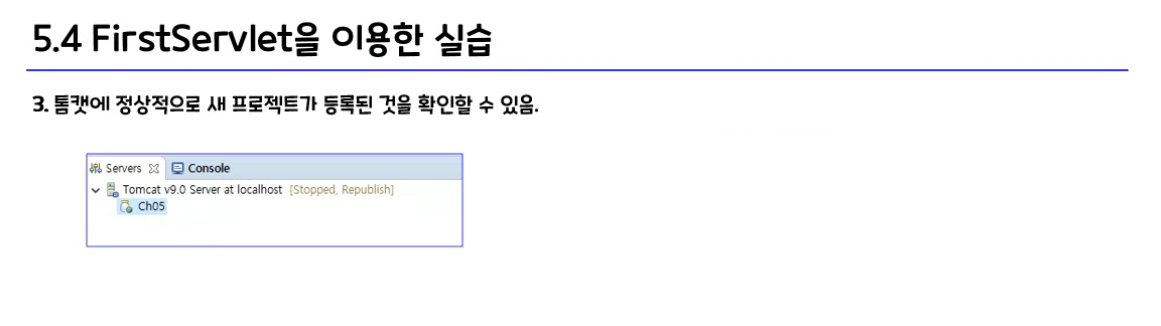 5.4 FirstServlet을 이용한 실습
3. 톰캣에 정상적으로 새 프로젝트가 등록된 것을 확인할 수 있음.
Servers Console
Tomcat v9.0 Server at localhost [Stopped, Republish]
Ch05